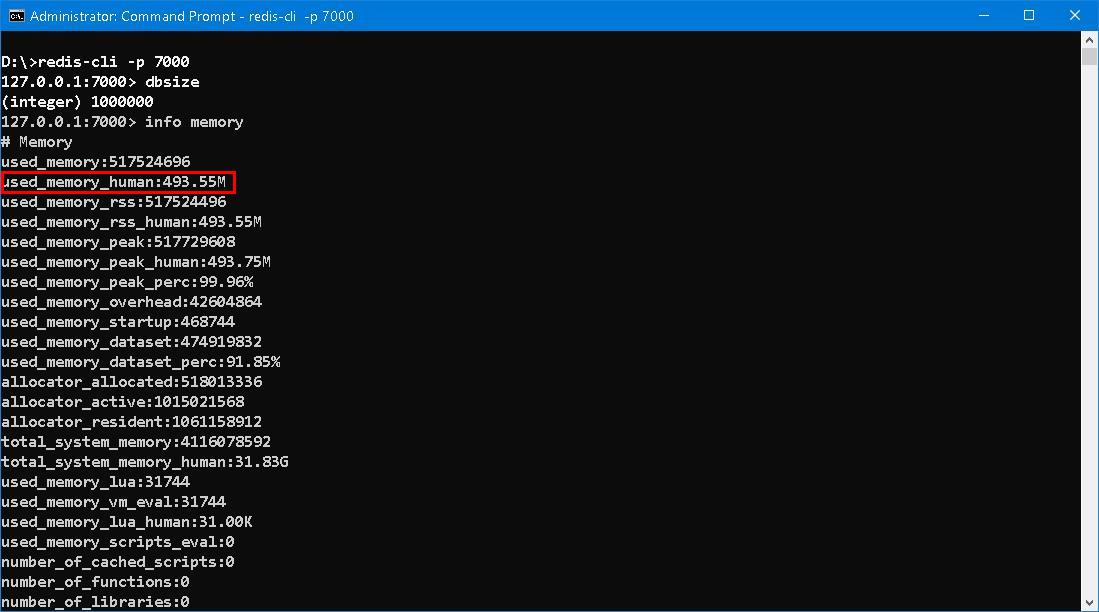 Administrator: Command Prompt - redis-cli  -p 7000
D:\>redis-cli -p 7000
127.0.0.1:7000> dbsize
(integer) 1000000
127.0.0.1:7000> info memory
# Memory
used_memory:517524696
used_memory_human:493.55M
used_memory_rss:517524496
used_memory_rss_human:493.55M
used_memory_peak:517729608
used_memory_peak_human:493.75M
used_memory_peak_perc:99.96%
used_memory_overhead:42604864
used_memory_startup:468744
used_memory_dataset:474919832
used_memory_dataset_perc:91.85%
allocator_allocated:518013336
allocator_active:1015021568
allocator_resident:1061158912
total_system_memory:4116078592
total_system_memory_human:31.83G
used_memory_lua:31744
used_memory_vm_eval:31744
used_memory_lua_human:31.00K
used_memory_scripts_eval:0
number_of_cached_scripts:0
number_of_functions:0
number_of_libraries:0